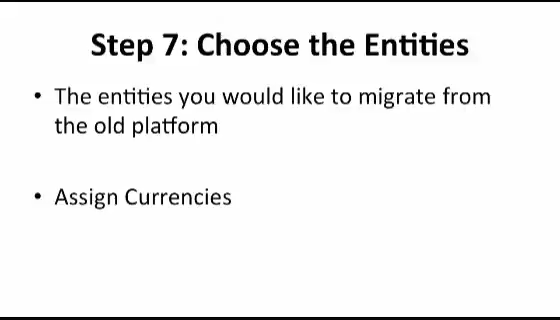 Step 7: Choose the Entities
• The entities you would like to migrate from
the old platform
• Assign Currencies